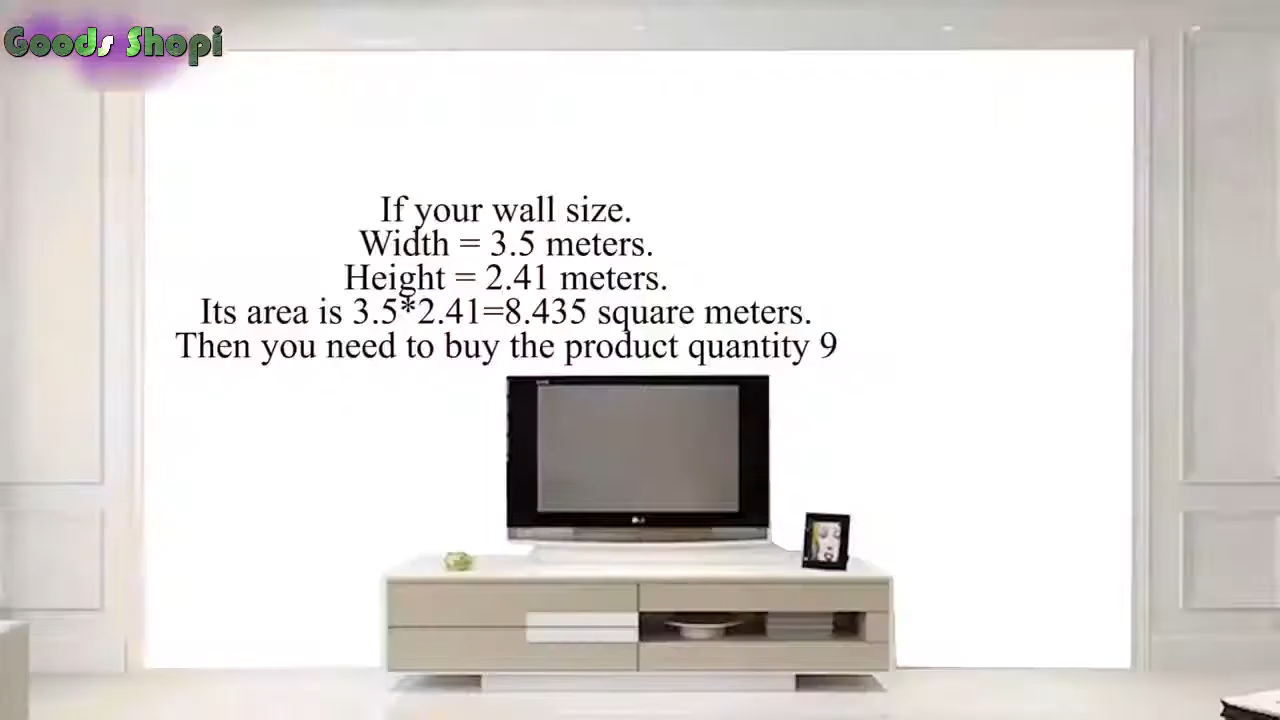 Goods Shopi
If your wall size.
Width = 3.5 meters.
Height = 2.41 meters.
Its area is 3.5*2.41=8.435 square meters.
Then you need to buy the product quantity 9
LG